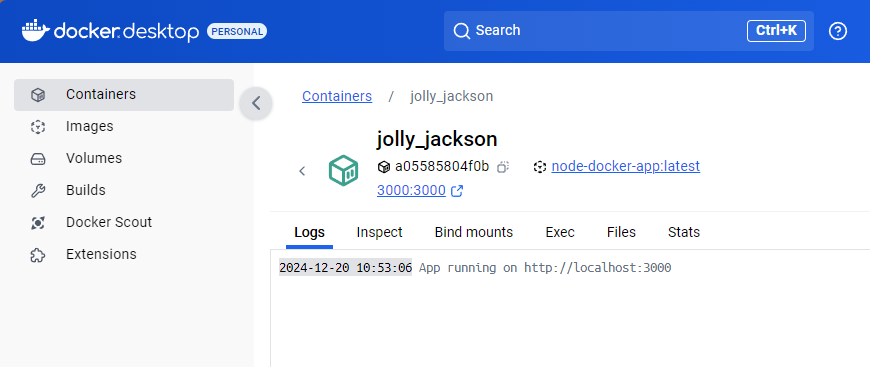 docker.desktop PERSONAL Search Ctrl+K ?
Containers
Images
Volumes
Builds
Docker Scout
Extensions
Containers / jolly_jackson
jolly_jackson
a05585804f0b node-docker-app:latest
3000:3000
Logs Inspect Bind mounts Exec Files Stats
2024-12-20 10:53:06 App running on http://localhost:3000